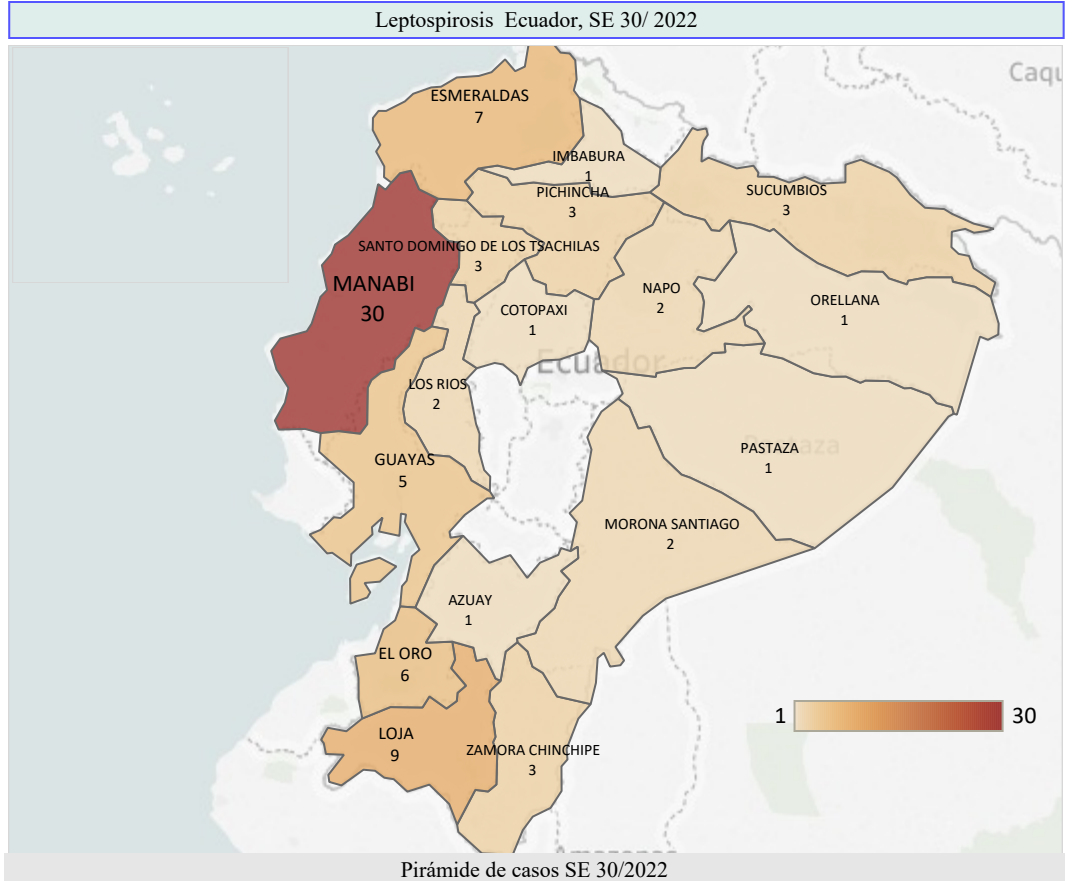 Leptospirosis Ecuador, SE 30/ 2022
Caqu
ESMERALDAS
7
IMBABURA
1
PICHINCHA
3
SUCUMBIOS
3
SANTO DOMINGO DE LOS TSACHILAS
3
MANABI
30
NAPO
2
ORELLANA
1
COTOPAXI
1
Ecuador
LOS RIOS
2
PASTAZA
1
Pastaza
GUAYAS
5
MORONA SANTIAGO
2
AZUAY
1
EL ORO
6
1
30
LOJA
9
ZAMORA CHINCHIPE
3
Pirámide de casos SE 30/2022